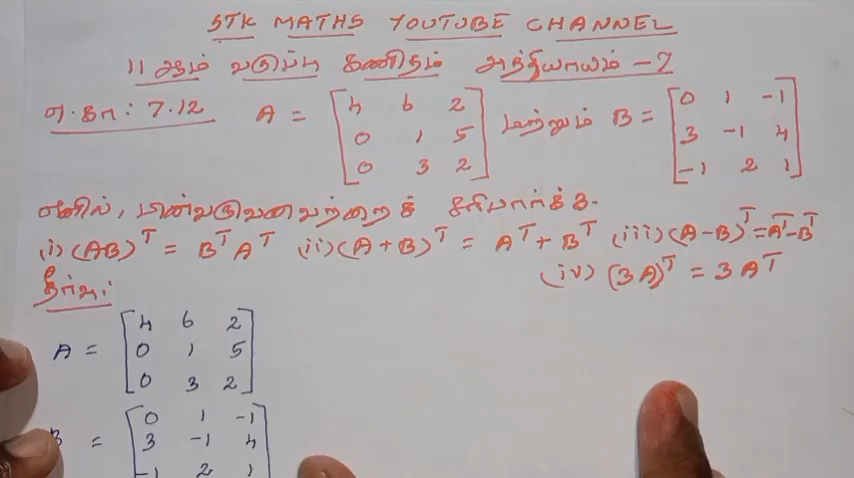 STK MATHS YOUTUBE CHANNEL
11 ஆம் வகுப்பு கணிதம் அத்தியாயம் - 7
எ.கா: 7.12 A = [4 6 2 0 1 5 0 3 2] மற்றும் B = [0 1 -1 3 -1 4 -1 2 1]
எனில், பின்வருவனவற்றைச் சரிபார்க்க.
(i) (AB)ᵀ = BᵀAᵀ (ii) (A + B)ᵀ = Aᵀ + Bᵀ (iii) (A - B)ᵀ = Aᵀ - Bᵀ
(iv) (3A)ᵀ = 3Aᵀ
தீர்வு:
A = [4 6 2 0 1 5 0 3 2]
B = [0 1 -1 3 -1 4 -1 2 1]